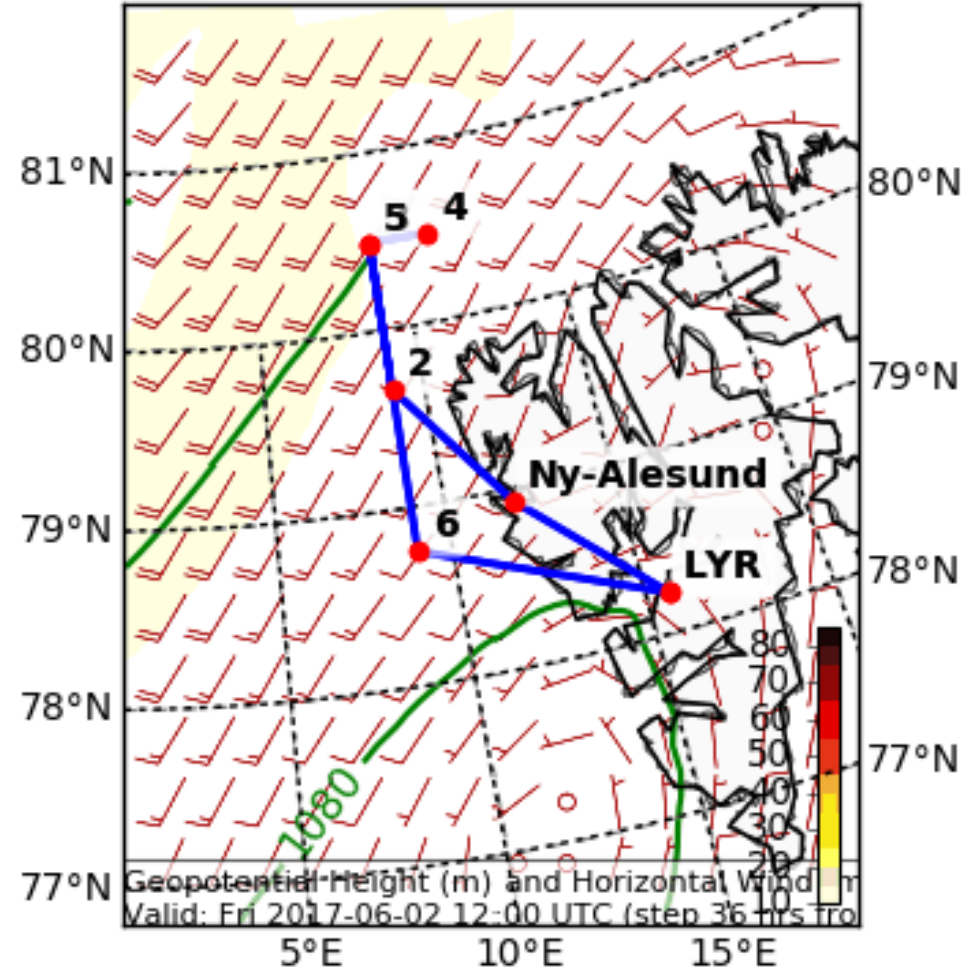 81°N
80°N
5 4
80°N
2
79°N
Ny-Alesund
79°N
6
LYR
78°N
80
70
60
50
40
30
20
10
78°N
77°N
1080
77°N
Geopotential Height (m) and Horizontal Wind m
Valid: Fri 2017-06-02 12:00 UTC (step 36 hrs fro
5°E 10°E 15°E